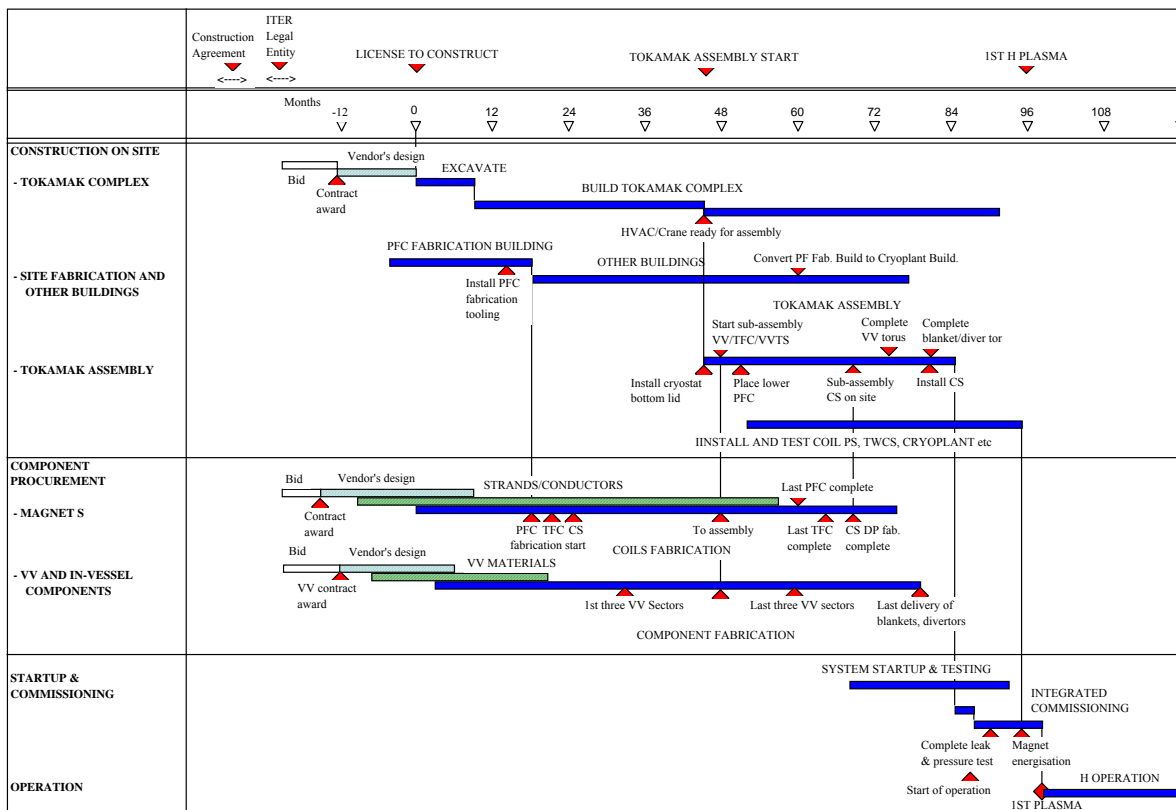 Construction
Agreement
<---->
ITER
Legal
Entity
<---->
LICENSE TO CONSTRUCT
TOKAMAK ASSEMBLY START
1ST H PLASMA
Months
-12 0 12 24 36 48 60 72 84 96 108
CONSTRUCTION ON SITE
- TOKAMAK COMPLEX
Bid
Vendor's design
Contract
award
EXCAVATE
BUILD TOKAMAK COMPLEX
HVAC/Crane ready for assembly
- SITE FABRICATION AND
OTHER BUILDINGS
PFC FABRICATION BUILDING
Install PFC
fabrication
tooling
OTHER BUILDINGS
Convert PF Fab. Build to Cryoplant Build.
- TOKAMAK ASSEMBLY
TOKAMAK ASSEMBLY
Start sub-assembly
VV/TFC/VVTS
Complete
VV torus
Complete
blanket/diver tor
Install cryostat
bottom lid
Place lower
PFC
Sub-assembly
CS on site
Install CS
IINSTALL AND TEST COIL PS, TWCS, CRYOPLANT etc
COMPONENT
PROCUREMENT
- MAGNET S
Bid
Vendor's design
Contract
award
STRANDS/CONDUCTORS
Last PFC complete
PFC TFC CS
fabrication start
To assembly
Last TFC
complete
CS DP fab.
complete
COILS FABRICATION
- VV AND IN-VESSEL
COMPONENTS
Bid
Vendor's design
VV contract
award
VV MATERIALS
1st three VV Sectors
Last three VV sectors
Last delivery of
blankets, divertors
COMPONENT FABRICATION
STARTUP &
COMMISSIONING
SYSTEM STARTUP & TESTING
INTEGRATED
COMMISSIONING
Complete leak
& pressure test
Magnet
energisation
OPERATION
Start of operation
H OPERATION
1ST PLASMA